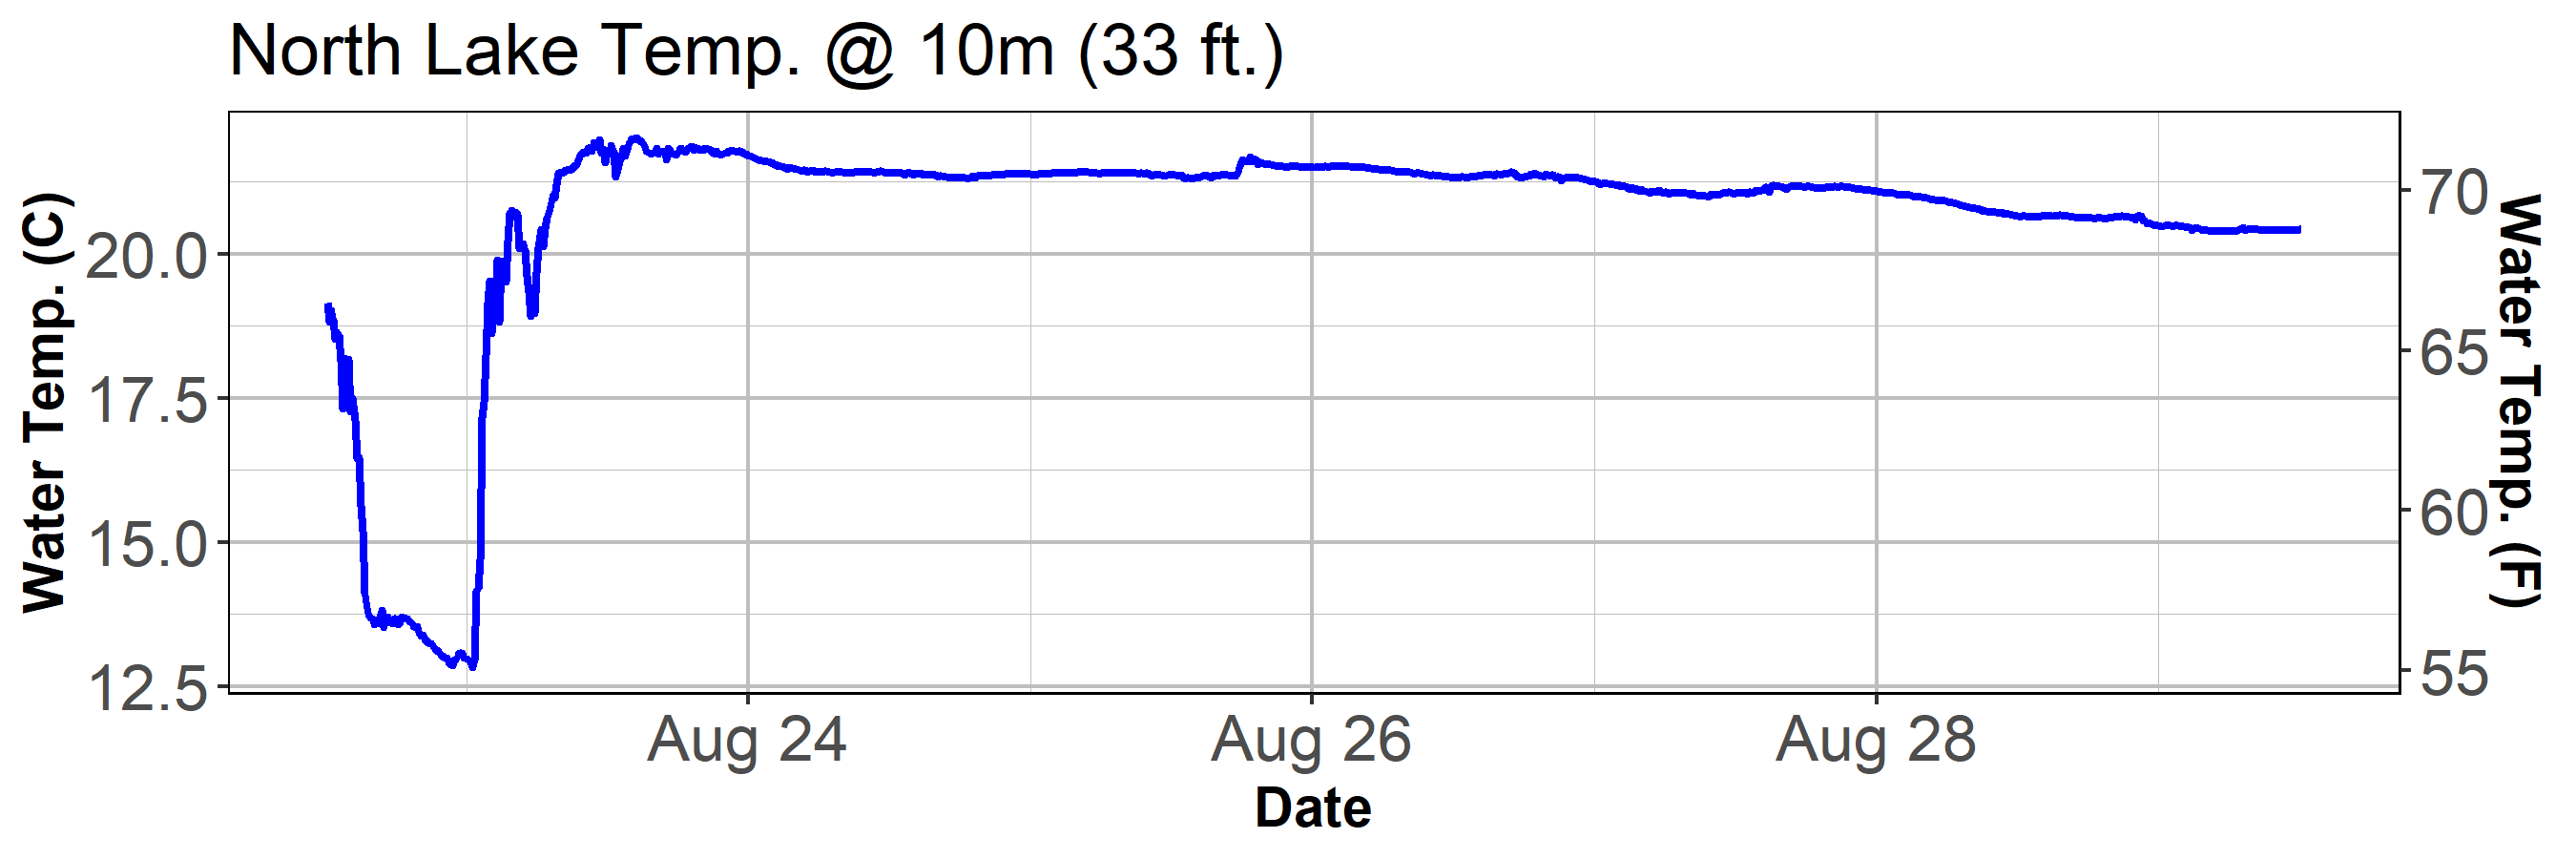 North Lake Temp. @ 10m (33 ft.)
Water Temp. (C)
20.0
17.5
15.0
12.5
70
65
60
55
Water Temp. (F)
Aug 24 Aug 26 Aug 28
Date